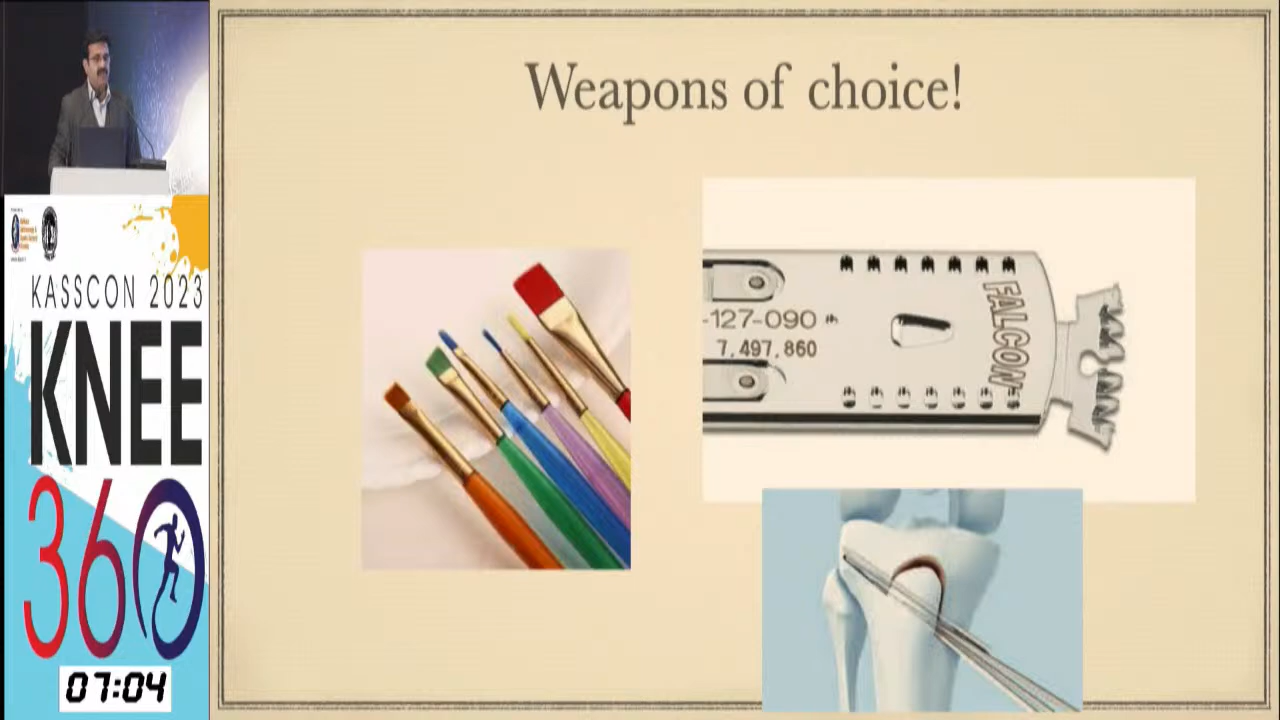 Weapons of choice!
FALCON
-127-090
7,497,860
KASSCON 2023
KNEE
360
07:04